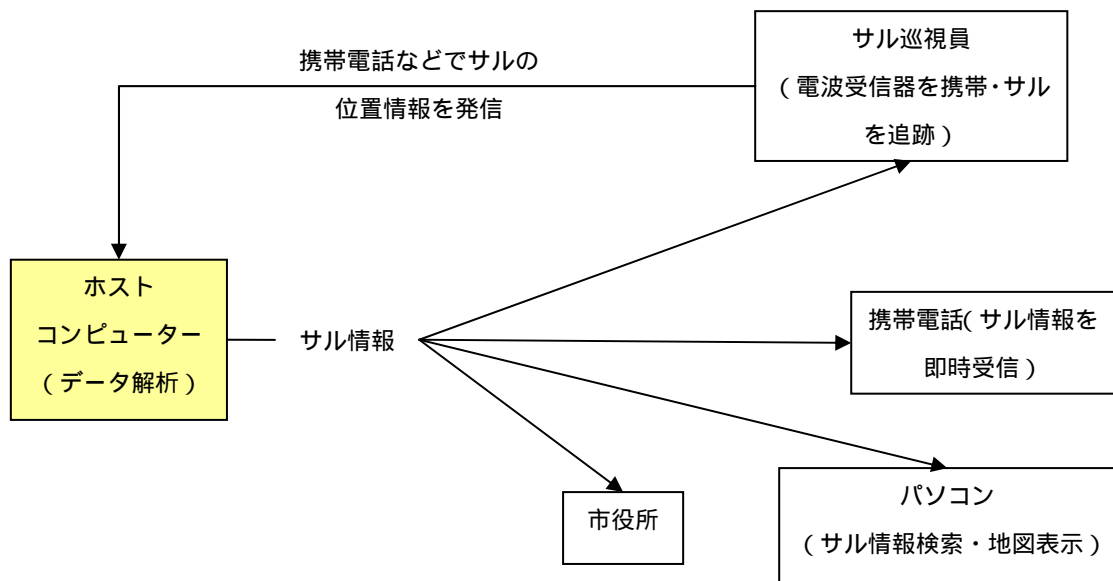 サル巡視員
（電波受信器を携帯・サル
を追跡）
携帯電話などでサルの
位置情報を発信
ホスト
コンピューター
（データ解析）
サル情報
携帯電話（サル情報を
即時受信）
市役所
パソコン
（サル情報検索・地図表示）